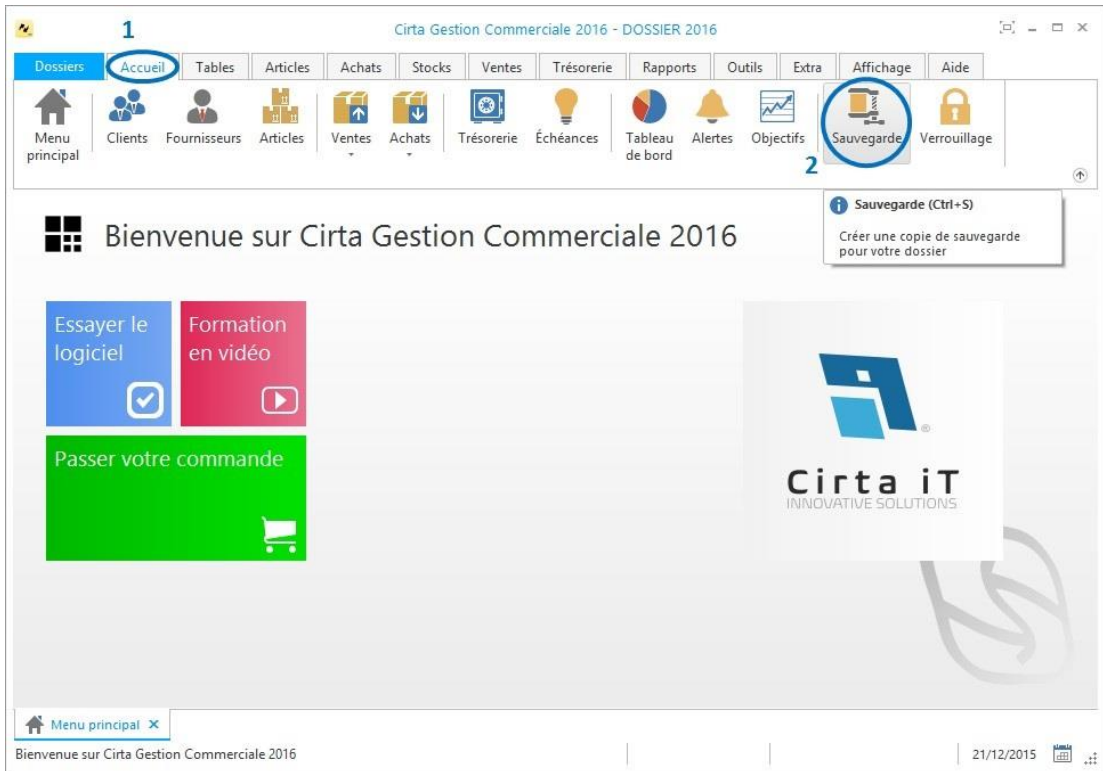 1
Cirta Gestion Commerciale 2016 - DOSSIER 2016
Dossiers Accueil Tables Articles Achats Stocks Ventes Trésorerie Rapports Outils Extra Affichage Aide
Menu principal
Clients
Fournisseurs
Articles
Ventes
Achats
Trésorerie
Échéances
Tableau de bord
Alertes
Objectifs
Sauvegarde
Verrouillage
2
Sauvegarde (Ctrl+S)
Créer une copie de sauvegarde
pour votre dossier
Bienvenue sur Cirta Gestion Commerciale 2016
Essayer le
logiciel
Formation
en vidéo
Passer votre commande
®
Cirta iT
INNOVATIVE SOLUTIONS
Menu principal
Bienvenue sur Cirta Gestion Commerciale 2016
21/12/2015